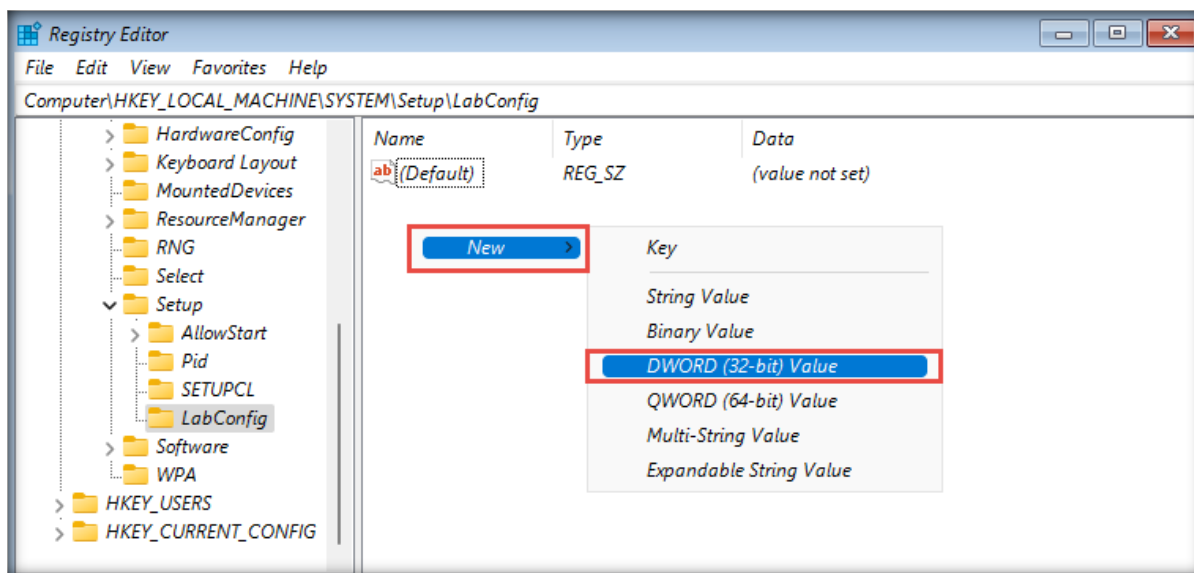 Registry Editor
File Edit View Favorites Help
Computer\HKEY_LOCAL_MACHINE\SYSTEM\Setup\LabConfig
HardwareConfig
Keyboard Layout
MountedDevices
ResourceManager
RNG
Select
Setup
AllowStart
Pid
SETUPCL
LabConfig
Software
WPA
HKEY_USERS
HKEY_CURRENT_CONFIG
Name Type Data
ab (Default) REG_SZ (value not set)
New
Key
String Value
Binary Value
DWORD (32-bit) Value
QWORD (64-bit) Value
Multi-String Value
Expandable String Value